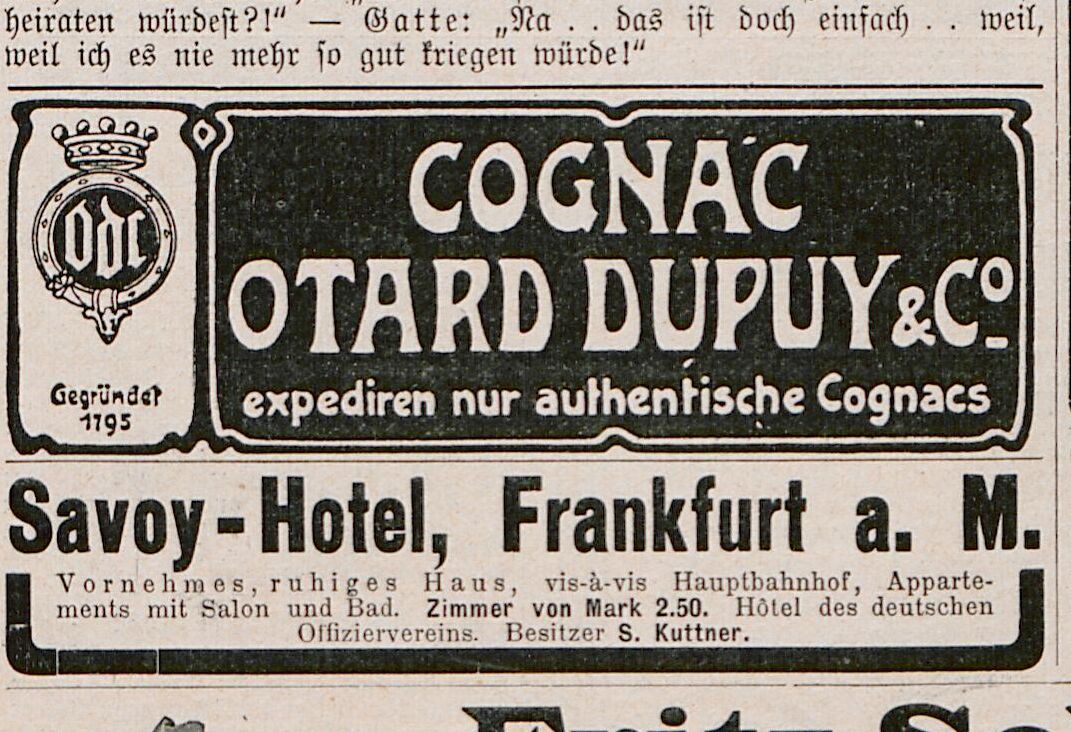 heiraten würdest?!“ — Gatte: „Na . . das ist doch einfach . . weil,
weil ich es nie mehr so gut kriegen würde!“
ODC
Gegründet
1795
COGNAC
OTARD DUPUY & Co.
expediren nur authentische Cognacs
Savoy-Hotel, Frankfurt a. M.
Vornehmes, ruhiges Haus, vis-à-vis Hauptbahnhof, Apparte-
ments mit Salon und Bad. Zimmer von Mark 2.50. Hôtel des deutschen
Offiziervereins. Besitzer S. Kuttner.